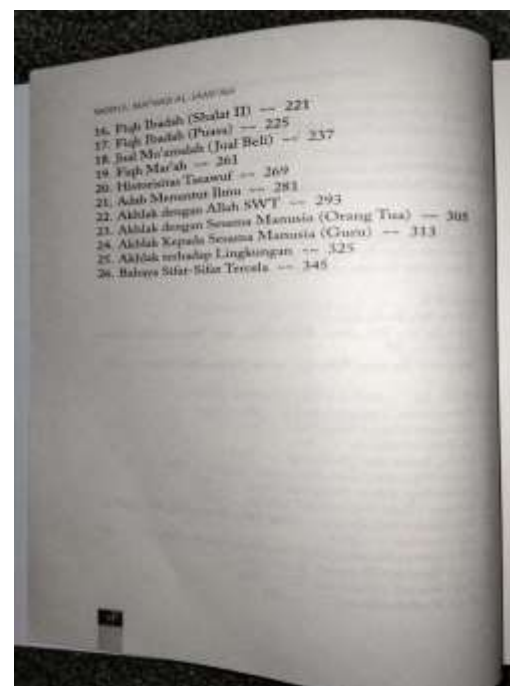 16. Fiqh Ibadah (Shalat II) — 221
17. Fiqh Ibadah (Puasa) — 225
18. Jual Mu'amalah (Jual Beli) — 237
19. Fiqh Mar'ah — 261
20. Historisitas Tasawuf — 269
21. Adab Menuntut Ilmu — 281
22. Akhlak dengan Allah SWT — 293
23. Akhlak dengan Sesama Manusia (Orang Tua) — 305
24. Akhlak Kepada Sesama Manusia (Guru) — 313
25. Akhlak terhadap Lingkungan — 325
26. Bahaya Sifat-Sifat Tercela — 345